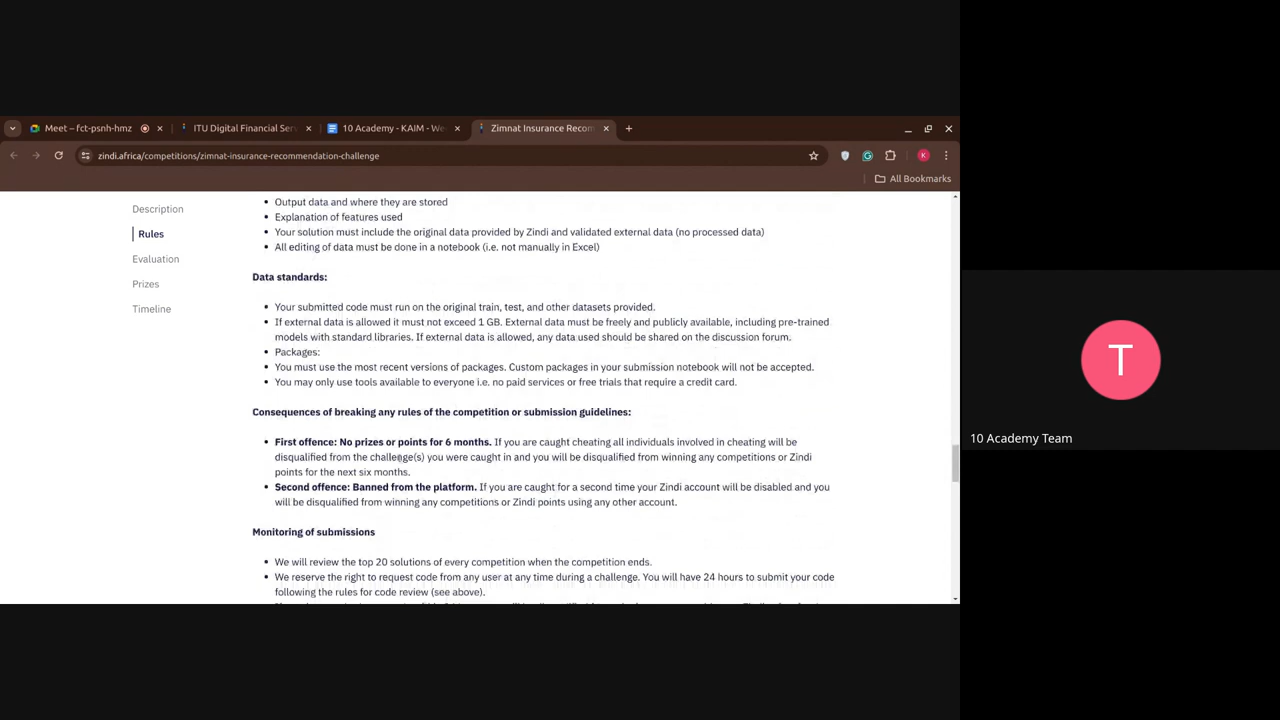 Meet – fct-psnh-hmz
ITU Digital Financial Serv
10 Academy - KAIM - We
Zimnat Insurance Recom
zindi.africa/competitions/zimnat-insurance-recommendation-challenge
K
All Bookmarks
Description
Rules
Evaluation
Prizes
Timeline
• Output data and where they are stored
• Explanation of features used
• Your solution must include the original data provided by Zindi and validated external data (no processed data)
• All editing of data must be done in a notebook (i.e. not manually in Excel)
Data standards:
• Your submitted code must run on the original train, test, and other datasets provided.
• If external data is allowed it must not exceed 1 GB. External data must be freely and publicly available, including pre-trained
models with standard libraries. If external data is allowed, any data used should be shared on the discussion forum.
• Packages:
• You must use the most recent versions of packages. Custom packages in your submission notebook will not be accepted.
• You may only use tools available to everyone i.e. no paid services or free trials that require a credit card.
Consequences of breaking any rules of the competition or submission guidelines:
• First offence: No prizes or points for 6 months. If you are caught cheating all individuals involved in cheating will be
disqualified from the challenge(s) you were caught in and you will be disqualified from winning any competitions or Zindi
points for the next six months.
• Second offence: Banned from the platform. If you are caught for a second time your Zindi account will be disabled and you
will be disqualified from winning any competitions or Zindi points using any other account.
Monitoring of submissions
• We will review the top 20 solutions of every competition when the competition ends.
• We reserve the right to request code from any user at any time during a challenge. You will have 24 hours to submit your code
following the rules for code review (see above).
T
10 Academy Team